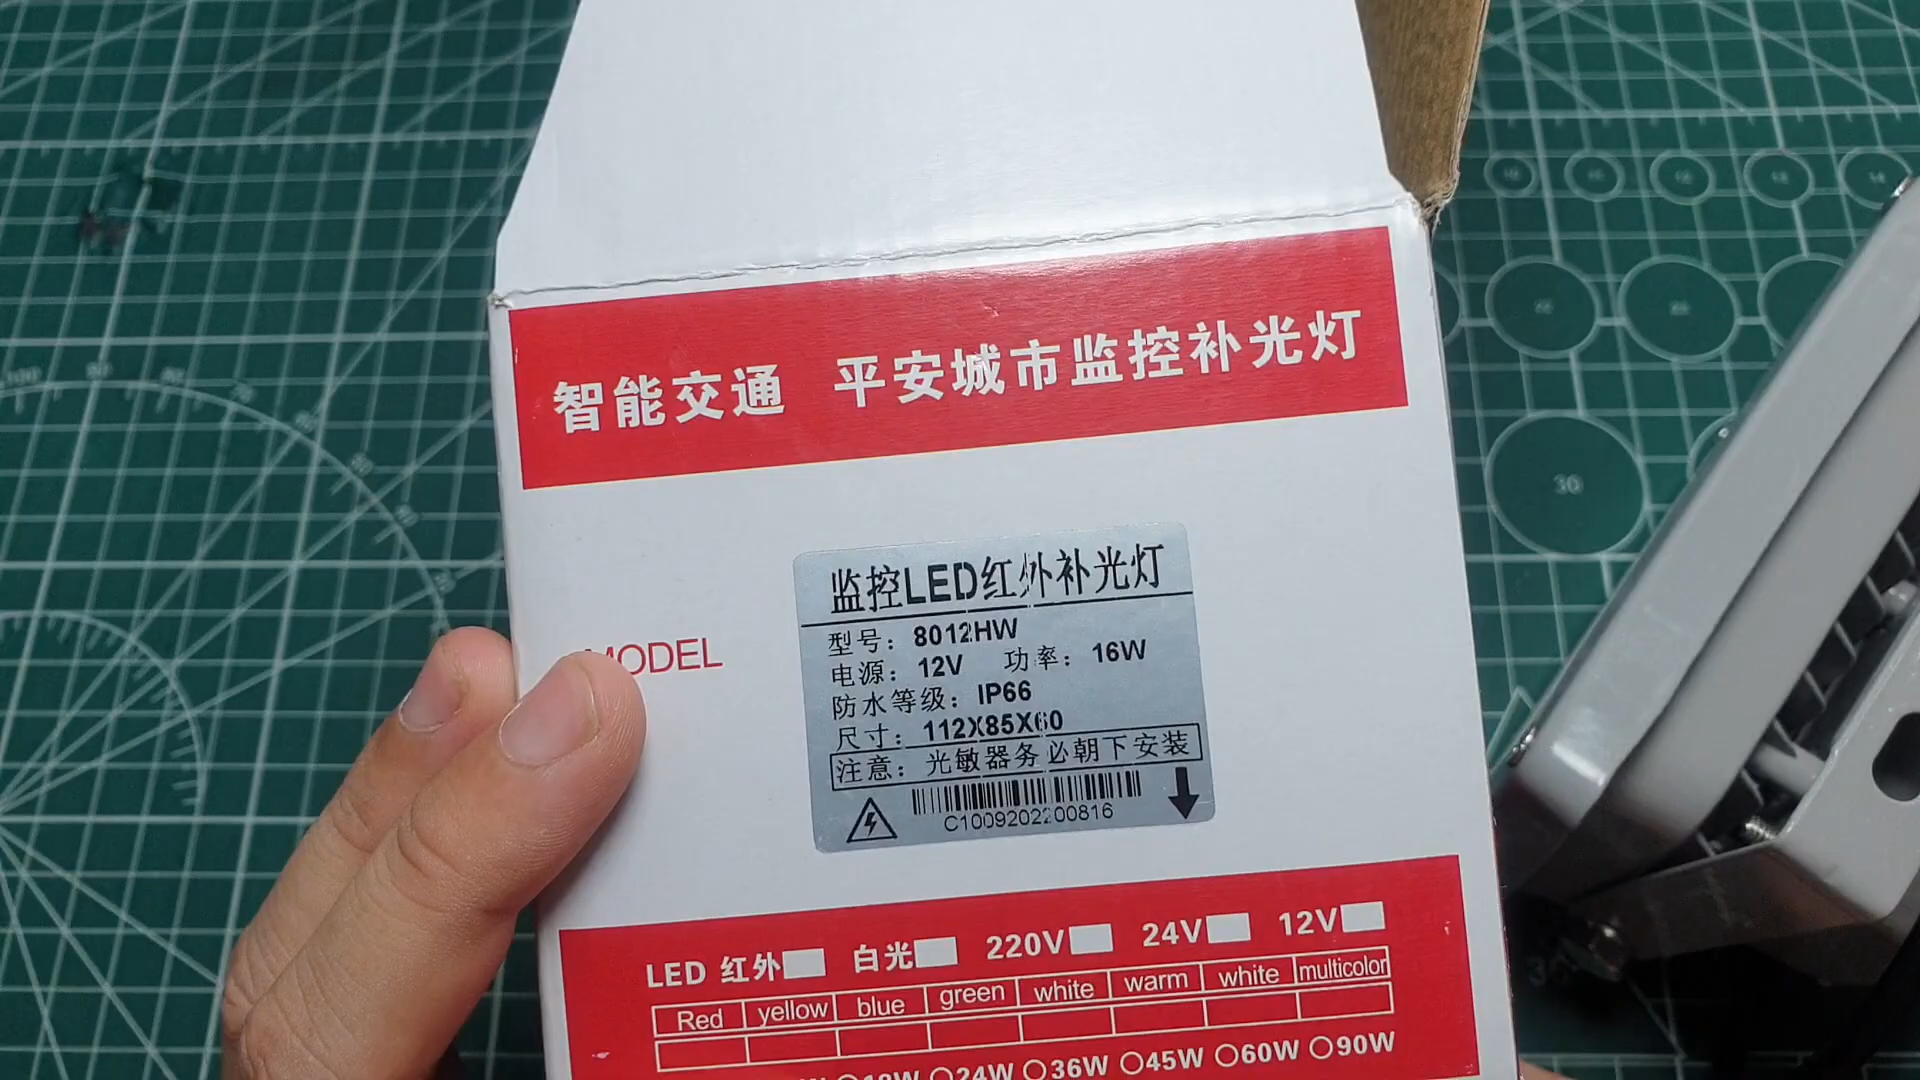 智能交通 平安城市监控补光灯
MODEL
监控LED红外补光灯
型号：8012HW
电源：12V 功率：16W
防水等级：IP66
尺寸：112X85X60
注意：光敏器务必朝下安装
C1009202200816
LED 红外 白光 220V 24V 12V
Red yellow blue green white warm white multicolor
18W 24W 36W 45W 60W 90W
30